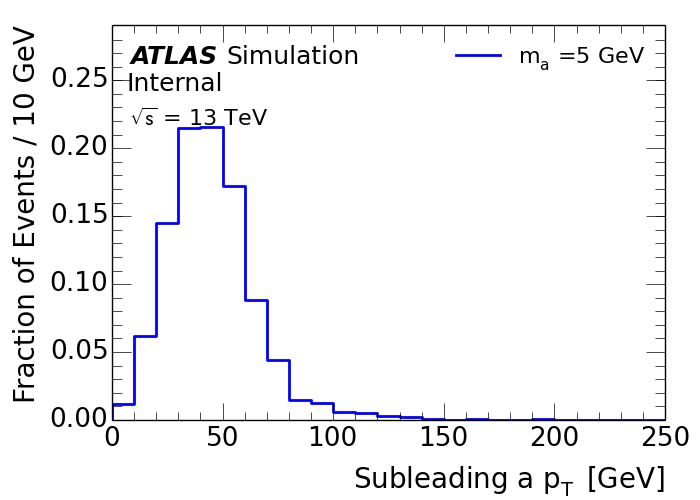 ATLAS Simulation
Internal
√s = 13 TeV
m_a =5 GeV
Fraction of Events / 10 GeV
0.25
0.20
0.15
0.10
0.05
0.00
0 50 100 150 200 250
Subleading a p_T [GeV]